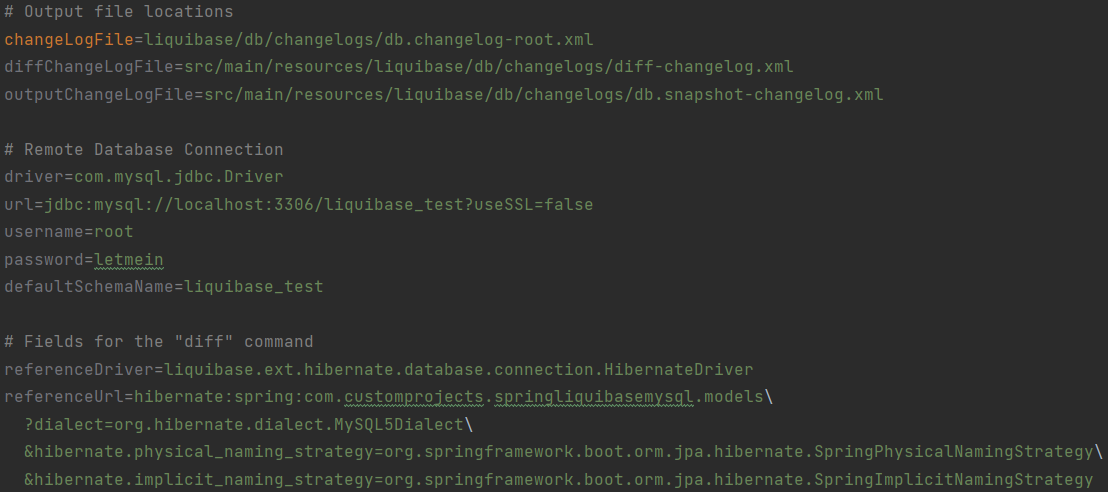 # Output file locations
changeLogFile=liquibase/db/changelogs/db.changelog-root.xml
diffChangeLogFile=src/main/resources/liquibase/db/changelogs/diff-changelog.xml
outputChangeLogFile=src/main/resources/liquibase/db/changelogs/db.snapshot-changelog.xml
# Remote Database Connection
driver=com.mysql.jdbc.Driver
url=jdbc:mysql://localhost:3306/liquibase_test?useSSL=false
username=root
password=letmein
defaultSchemaName=liquibase_test
# Fields for the "diff" command
referenceDriver=liquibase.ext.hibernate.database.connection.HibernateDriver
referenceUrl=hibernate:spring:com.customprojects.springliquibasemysql.models\
?dialect=org.hibernate.dialect.MySQL5Dialect\
&hibernate.physical_naming_strategy=org.springframework.boot.orm.jpa.hibernate.SpringPhysicalNamingStrategy\
&hibernate.implicit_naming_strategy=org.springframework.boot.orm.jpa.hibernate.SpringImplicitNamingStrategy